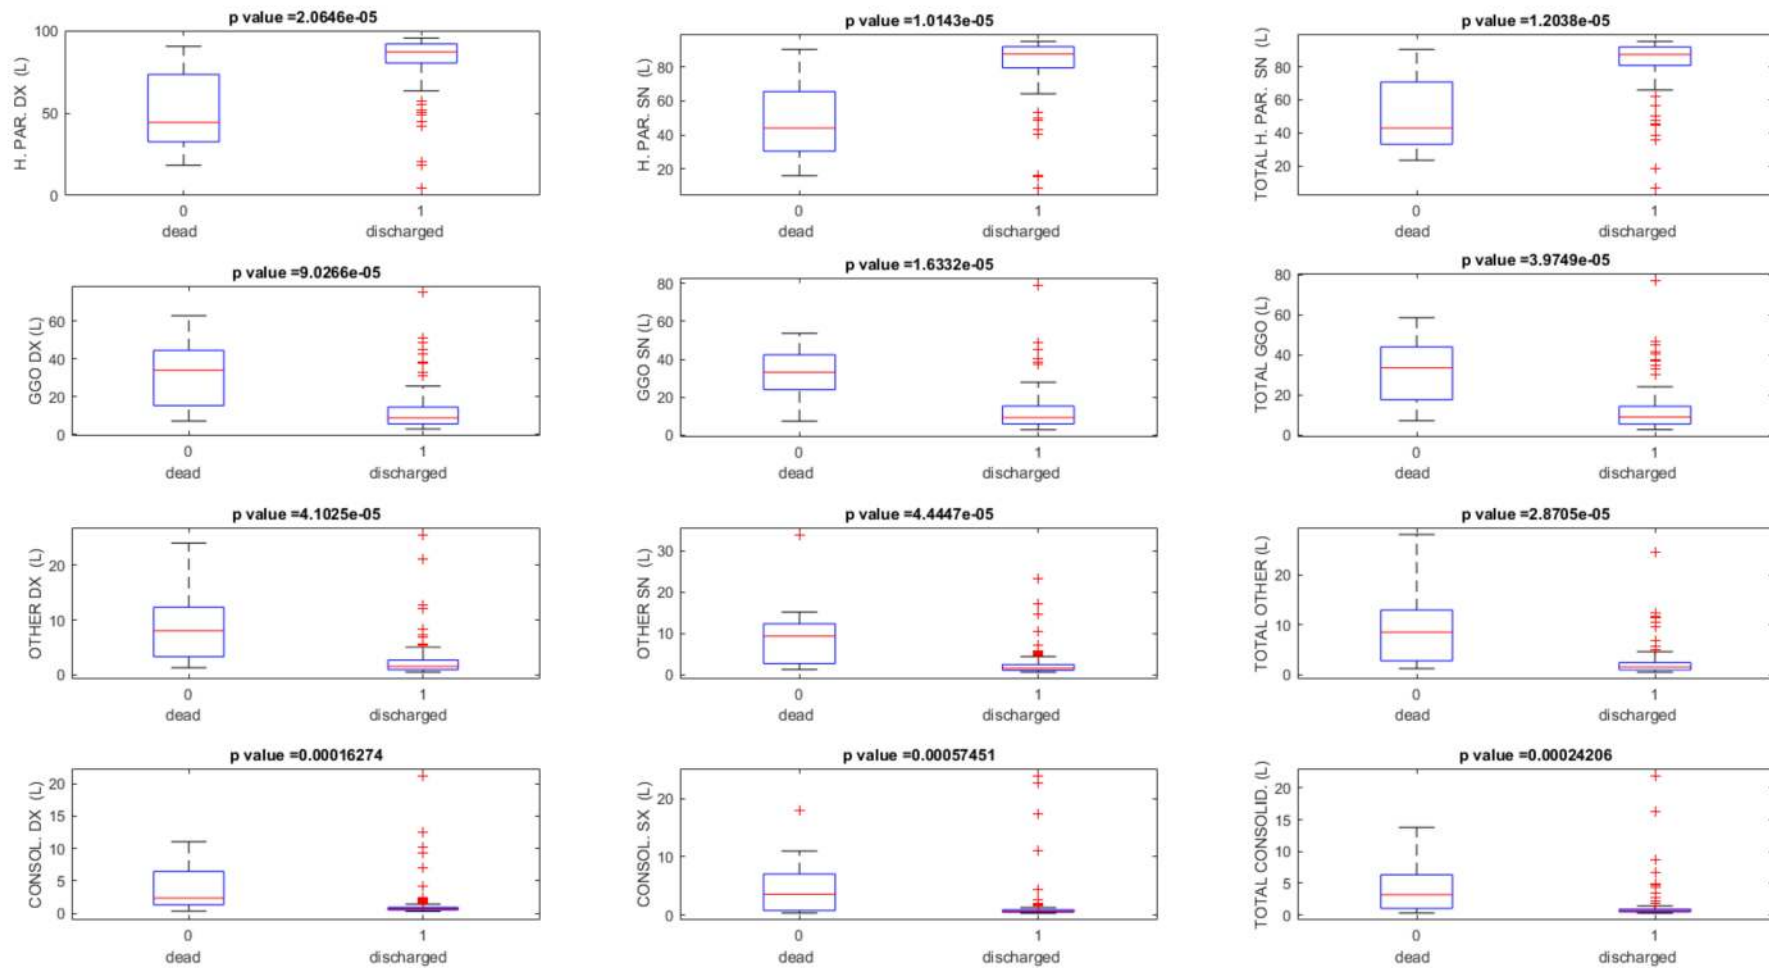 p value =2.0646e-05
H. PAR. DX (L)
100
50
0
0
1
dead
discharged
p value =1.0143e-05
H. PAR. SN (L)
80
60
40
20
0
1
dead
discharged
p value =1.2038e-05
TOTAL H. PAR. SN (L)
80
60
40
20
0
1
dead
discharged
p value =9.0266e-05
GGO DX (L)
60
40
20
0
0
1
dead
discharged
p value =1.6332e-05
GGO SN (L)
80
60
40
20
0
0
1
dead
discharged
p value =3.9749e-05
TOTAL GGO (L)
80
60
40
20
0
0
1
dead
discharged
p value =4.1025e-05
OTHER DX (L)
20
10
0
0
1
dead
discharged
p value =4.4447e-05
OTHER SN (L)
30
20
10
0
0
1
dead
discharged
p value =2.8705e-05
TOTAL OTHER (L)
20
10
0
0
1
dead
discharged
p value =0.00016274
CONSOL. DX (L)
20
15
10
5
0
0
1
dead
discharged
p value =0.00057451
CONSOL. SX (L)
20
10
0
0
1
dead
discharged
p value =0.00024206
TOTAL CONSOLID. (L)
20
15
10
5
0
0
1
dead
discharged